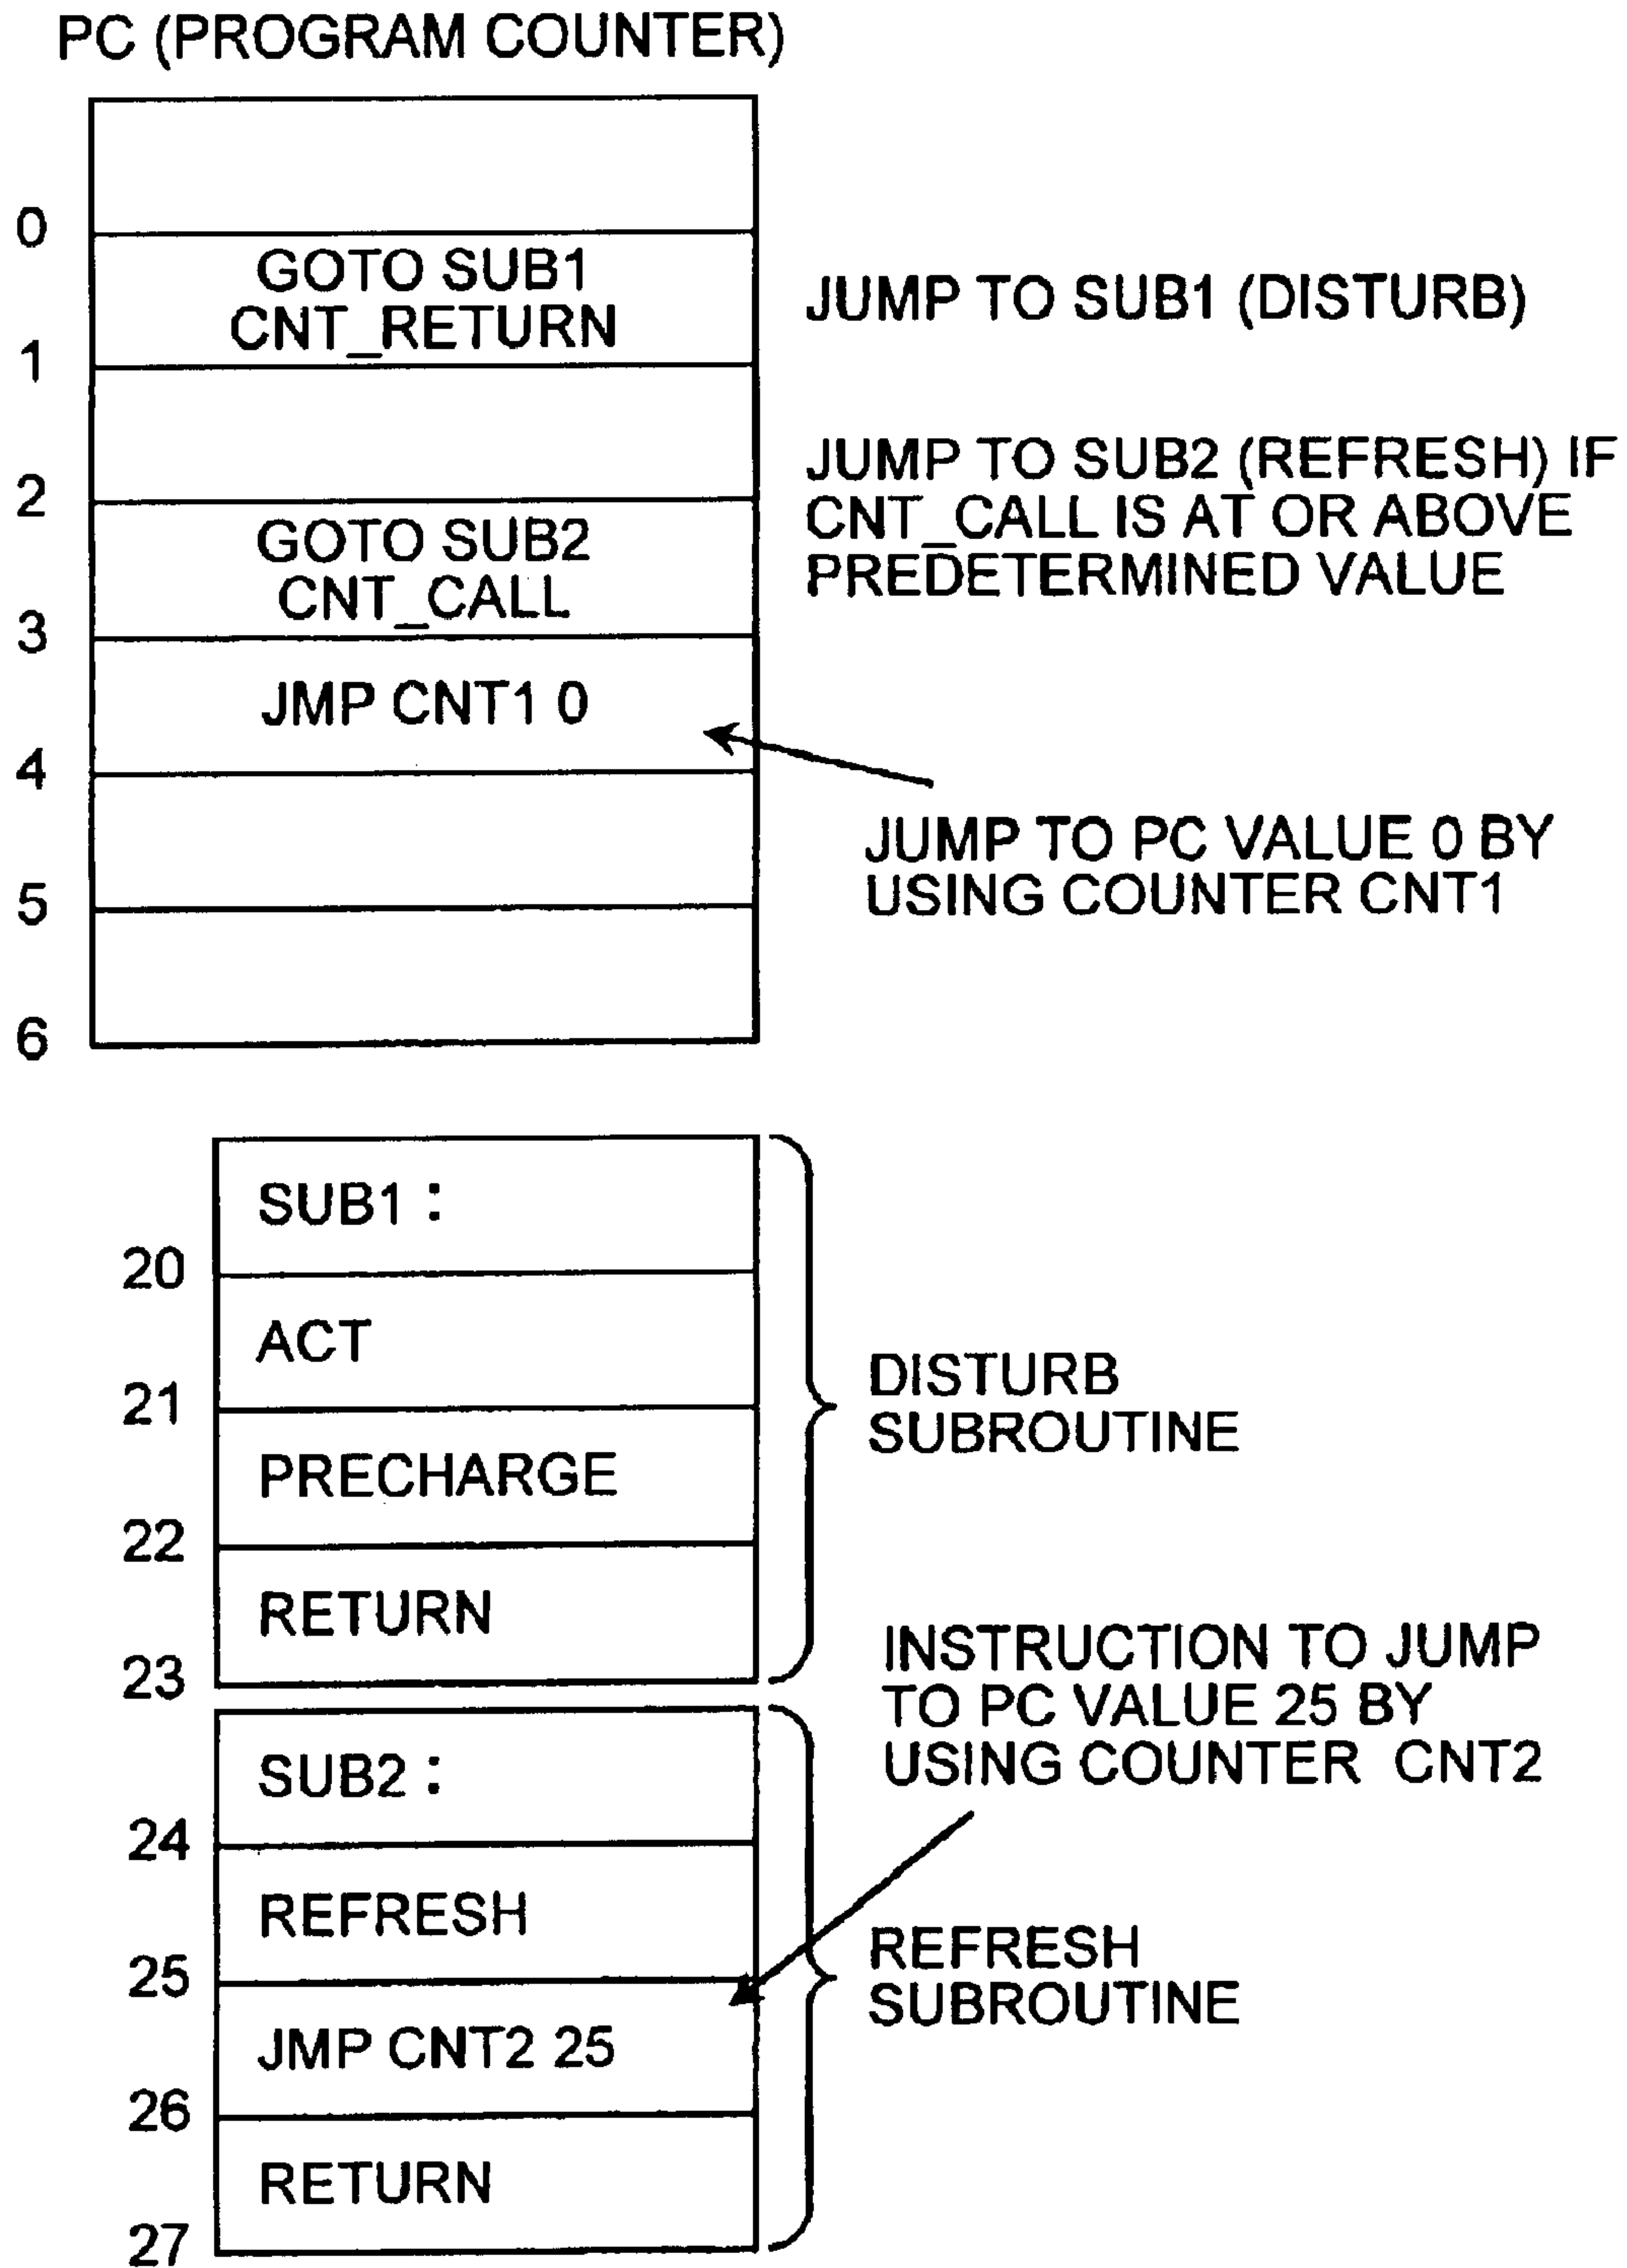 PC (PROGRAM COUNTER)
0
GOTO SUB1
CNT_RETURN
JUMP TO SUB1 (DISTURB)
1
2
JUMP TO SUB2 (REFRESH) IF
CNT_CALL IS AT OR ABOVE
PREDETERMINED VALUE
GOTO SUB2
CNT_CALL
3
JMP CNT1 0
4
JUMP TO PC VALUE 0 BY
USING COUNTER CNT1
5
6
SUB1 :
20
ACT
21
DISTURB
SUBROUTINE
PRECHARGE
22
RETURN
23
INSTRUCTION TO JUMP
TO PC VALUE 25 BY
USING COUNTER CNT2
SUB2 :
24
REFRESH
25
REFRESH
SUBROUTINE
JMP CNT2 25
26
RETURN
27